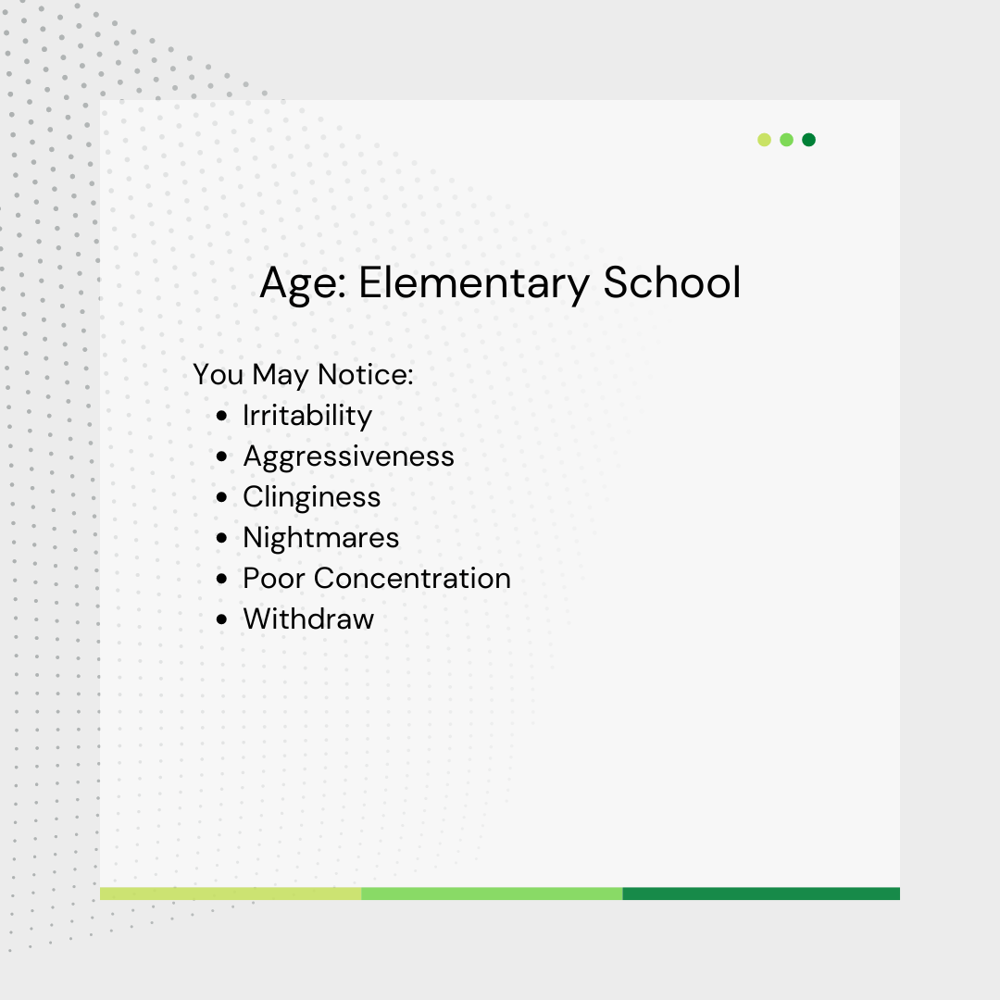 Age: Elementary School
You May Notice:
• Irritability
• Aggressiveness
• Clinginess
• Nightmares
• Poor Concentration
• Withdraw